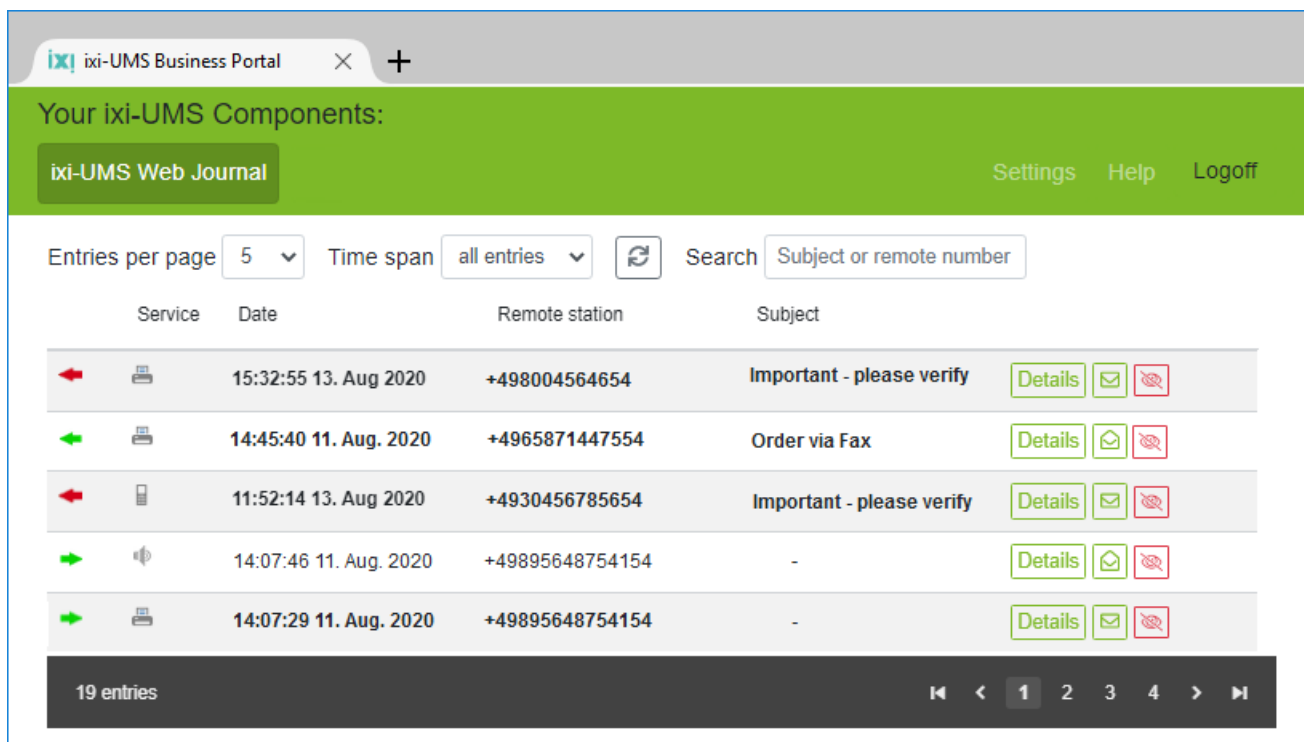 ixi ixi-UMS Business Portal
Your ixi-UMS Components:
ixi-UMS Web Journal Settings Help Logoff
Entries per page 5 Time span all entries Search Subject or remote number
Service Date Remote station Subject
15:32:55 13. Aug 2020 +498004564654 Important - please verify Details
14:45:40 11. Aug. 2020 +4965871447554 Order via Fax Details
11:52:14 13. Aug 2020 +4930456785654 Important - please verify Details
14:07:46 11. Aug. 2020 +49895648754154 - Details
14:07:29 11. Aug. 2020 +49895648754154 - Details
19 entries 1 2 3 4